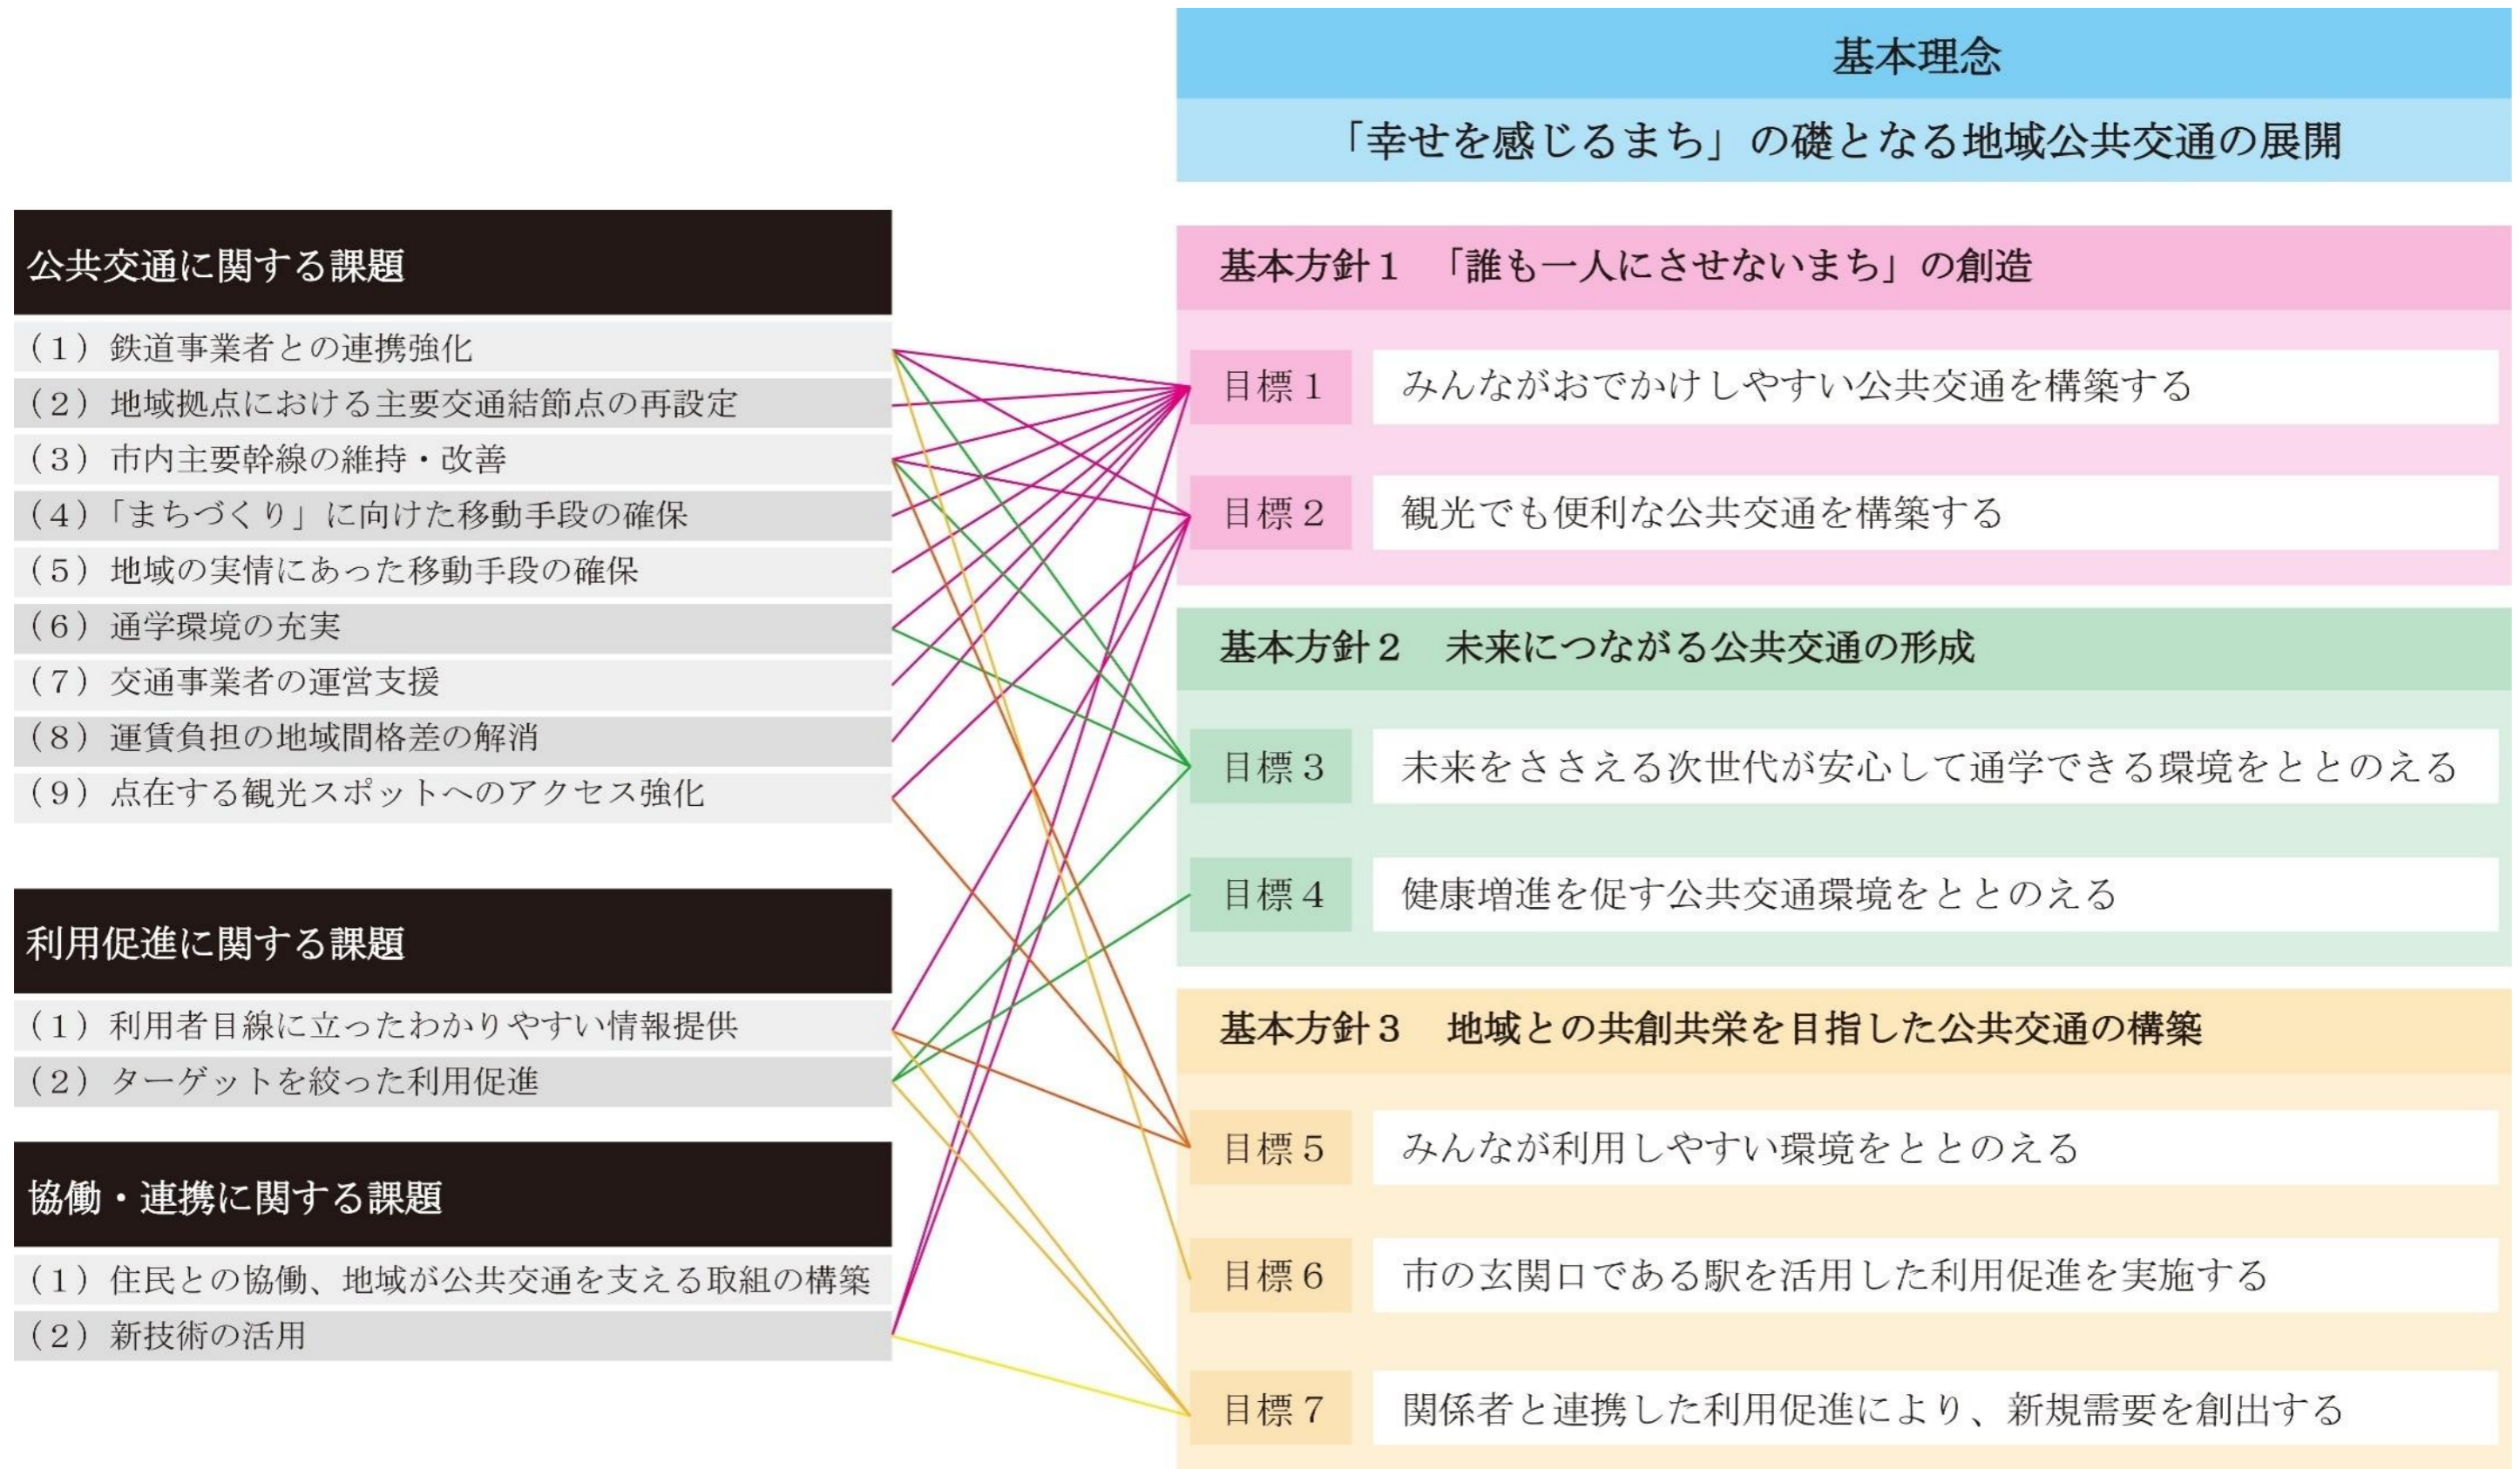 基本理念
「幸せを感じるまち」の礎となる地域公共交通の展開
公共交通に関する課題
（１）鉄道事業者との連携強化
（２）地域拠点における主要交通結節点の再設定
（３）市内主要幹線の維持・改善
（４）「まちづくり」に向けた移動手段の確保
（５）地域の実情にあった移動手段の確保
（６）通学環境の充実
（７）交通事業者の運営支援
（８）運賃負担の地域間格差の解消
（９）点在する観光スポットへのアクセス強化
利用促進に関する課題
（１）利用者目線に立ったわかりやすい情報提供
（２）ターゲットを絞った利用促進
協働・連携に関する課題
（１）住民との協働、地域が公共交通を支える取組の構築
（２）新技術の活用
基本方針１　「誰も一人にさせないまち」の創造
目標１　みんながおでかけしやすい公共交通を構築する
目標２　観光でも便利な公共交通を構築する
基本方針２　未来につながる公共交通の形成
目標３　未来をささえる次世代が安心して通学できる環境をととのえる
目標４　健康増進を促す公共交通環境をととのえる
基本方針３　地域との共創共栄を目指した公共交通の構築
目標５　みんなが利用しやすい環境をととのえる
目標６　市の玄関口である駅を活用した利用促進を実施する
目標７　関係者と連携した利用促進により、新規需要を創出する